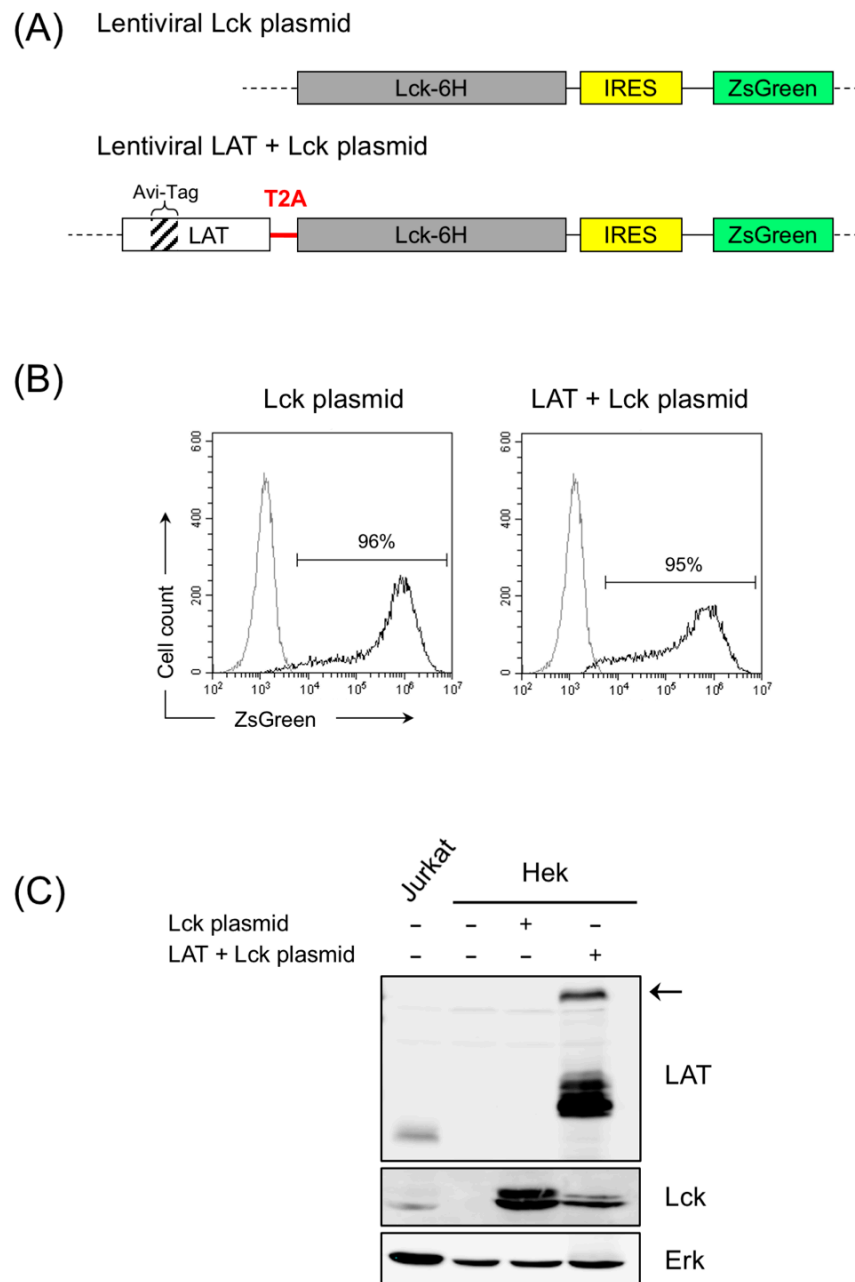 (A)
Lentiviral Lck plasmid
Lck-6H IRES ZsGreen
Lentiviral LAT + Lck plasmid
Avi-Tag
T2A
LAT Lck-6H IRES ZsGreen
(B)
Lck plasmid LAT + Lck plasmid
600 600
400 400
96% 95%
200 200
0 0
10² 10³ 10⁴ 10⁵ 10⁶ 10⁷ 10² 10³ 10⁴ 10⁵ 10⁶ 10⁷
Cell count
ZsGreen
(C)
Jurkat Hek
Lck plasmid – – + –
LAT + Lck plasmid – – – +
←
LAT
Lck
Erk